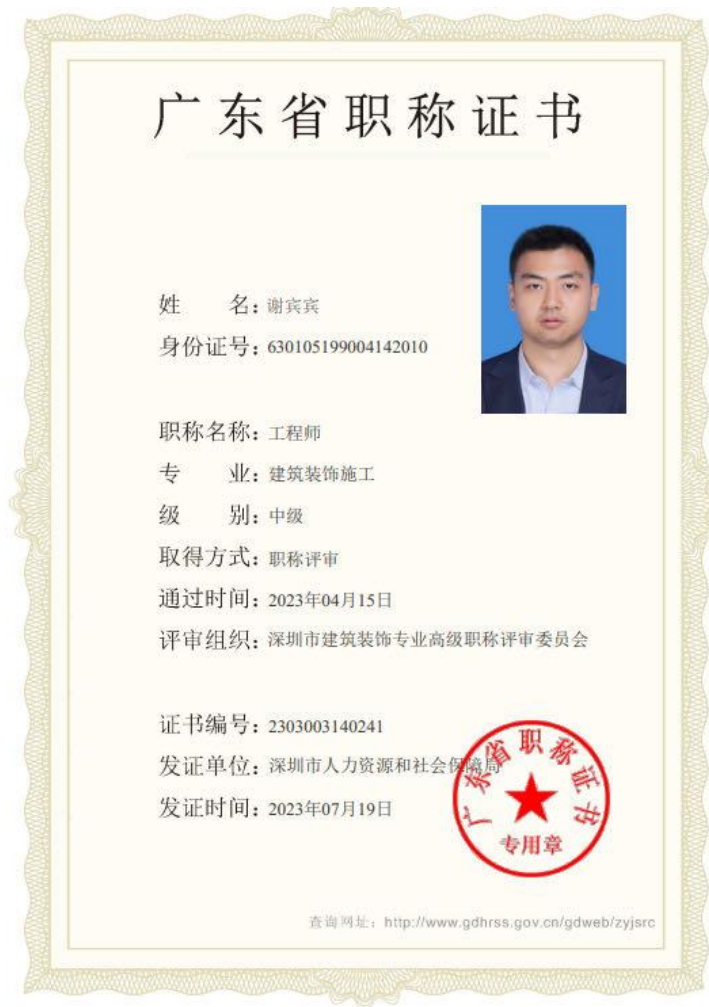 广东省职称证书
姓 名：谢宾宾
身份证号：630105199004142010
职称名称：工程师
专 业：建筑装饰施工
级 别：中级
取得方式：职称评审
通过时间：2023年04月15日
评审组织：深圳市建筑装饰专业高级职称评审委员会
证书编号：2303003140241
发证单位：深圳市人力资源和社会保障局
发证时间：2023年07月19日
广东省职称证书
专用章
查询网址：http://www.gdhrss.gov.cn/gdweb/zyjsrc